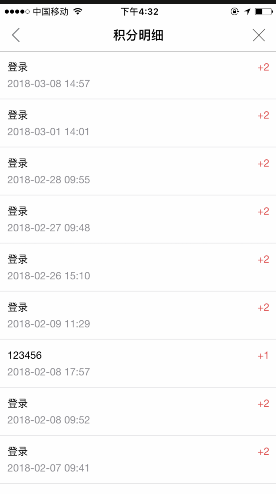 中国移动 下午4:32
积分明细
登录 +2
2018-03-08 14:57
登录 +2
2018-03-01 14:01
登录 +2
2018-02-28 09:55
登录 +2
2018-02-27 09:48
登录 +2
2018-02-26 15:10
登录 +2
2018-02-09 11:29
123456 +1
2018-02-08 17:57
登录 +2
2018-02-08 09:52
登录 +2
2018-02-07 09:41